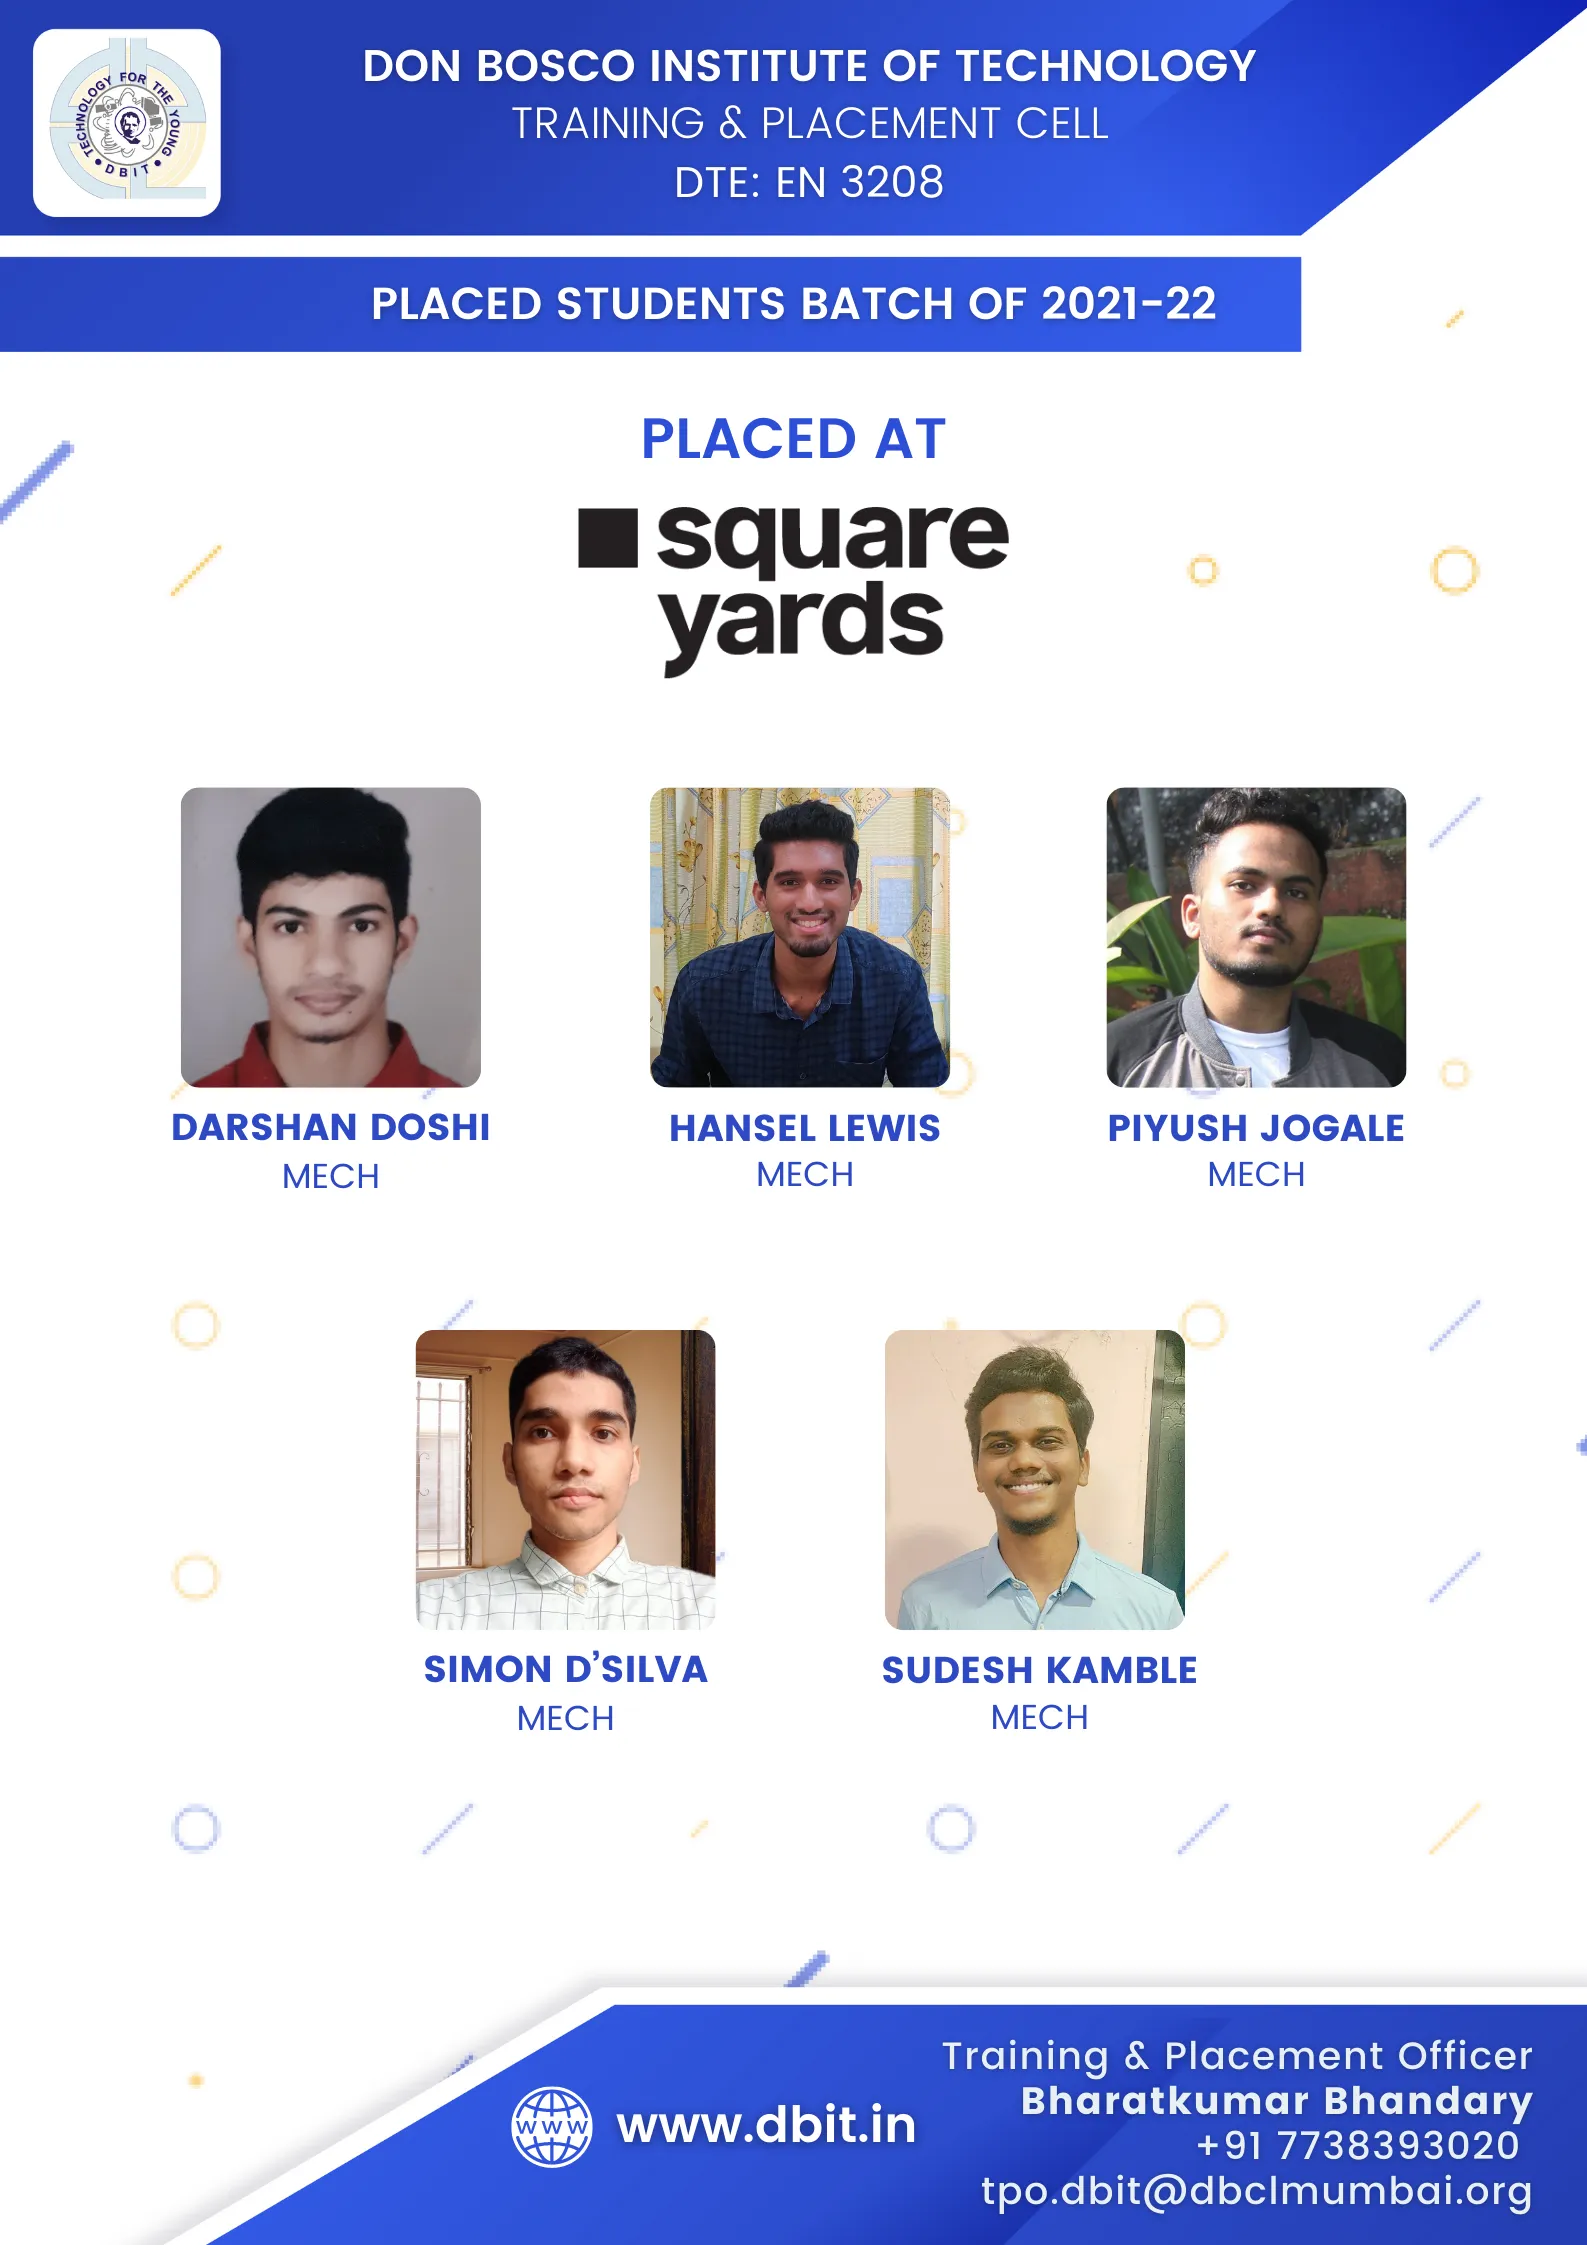 TECHNOLOGY FOR THE YOUNG
DBIT
DON BOSCO INSTITUTE OF TECHNOLOGY
TRAINING & PLACEMENT CELL
DTE: EN 3208
PLACED STUDENTS BATCH OF 2021-22
PLACED AT
square
yards
DARSHAN DOSHI
MECH
HANSEL LEWIS
MECH
PIYUSH JOGALE
MECH
SIMON D’SILVA
MECH
SUDESH KAMBLE
MECH
WWW
www.dbit.in
Training & Placement Officer
Bharatkumar Bhandary
+91 7738393020
tpo.dbit@dbclmumbai.org